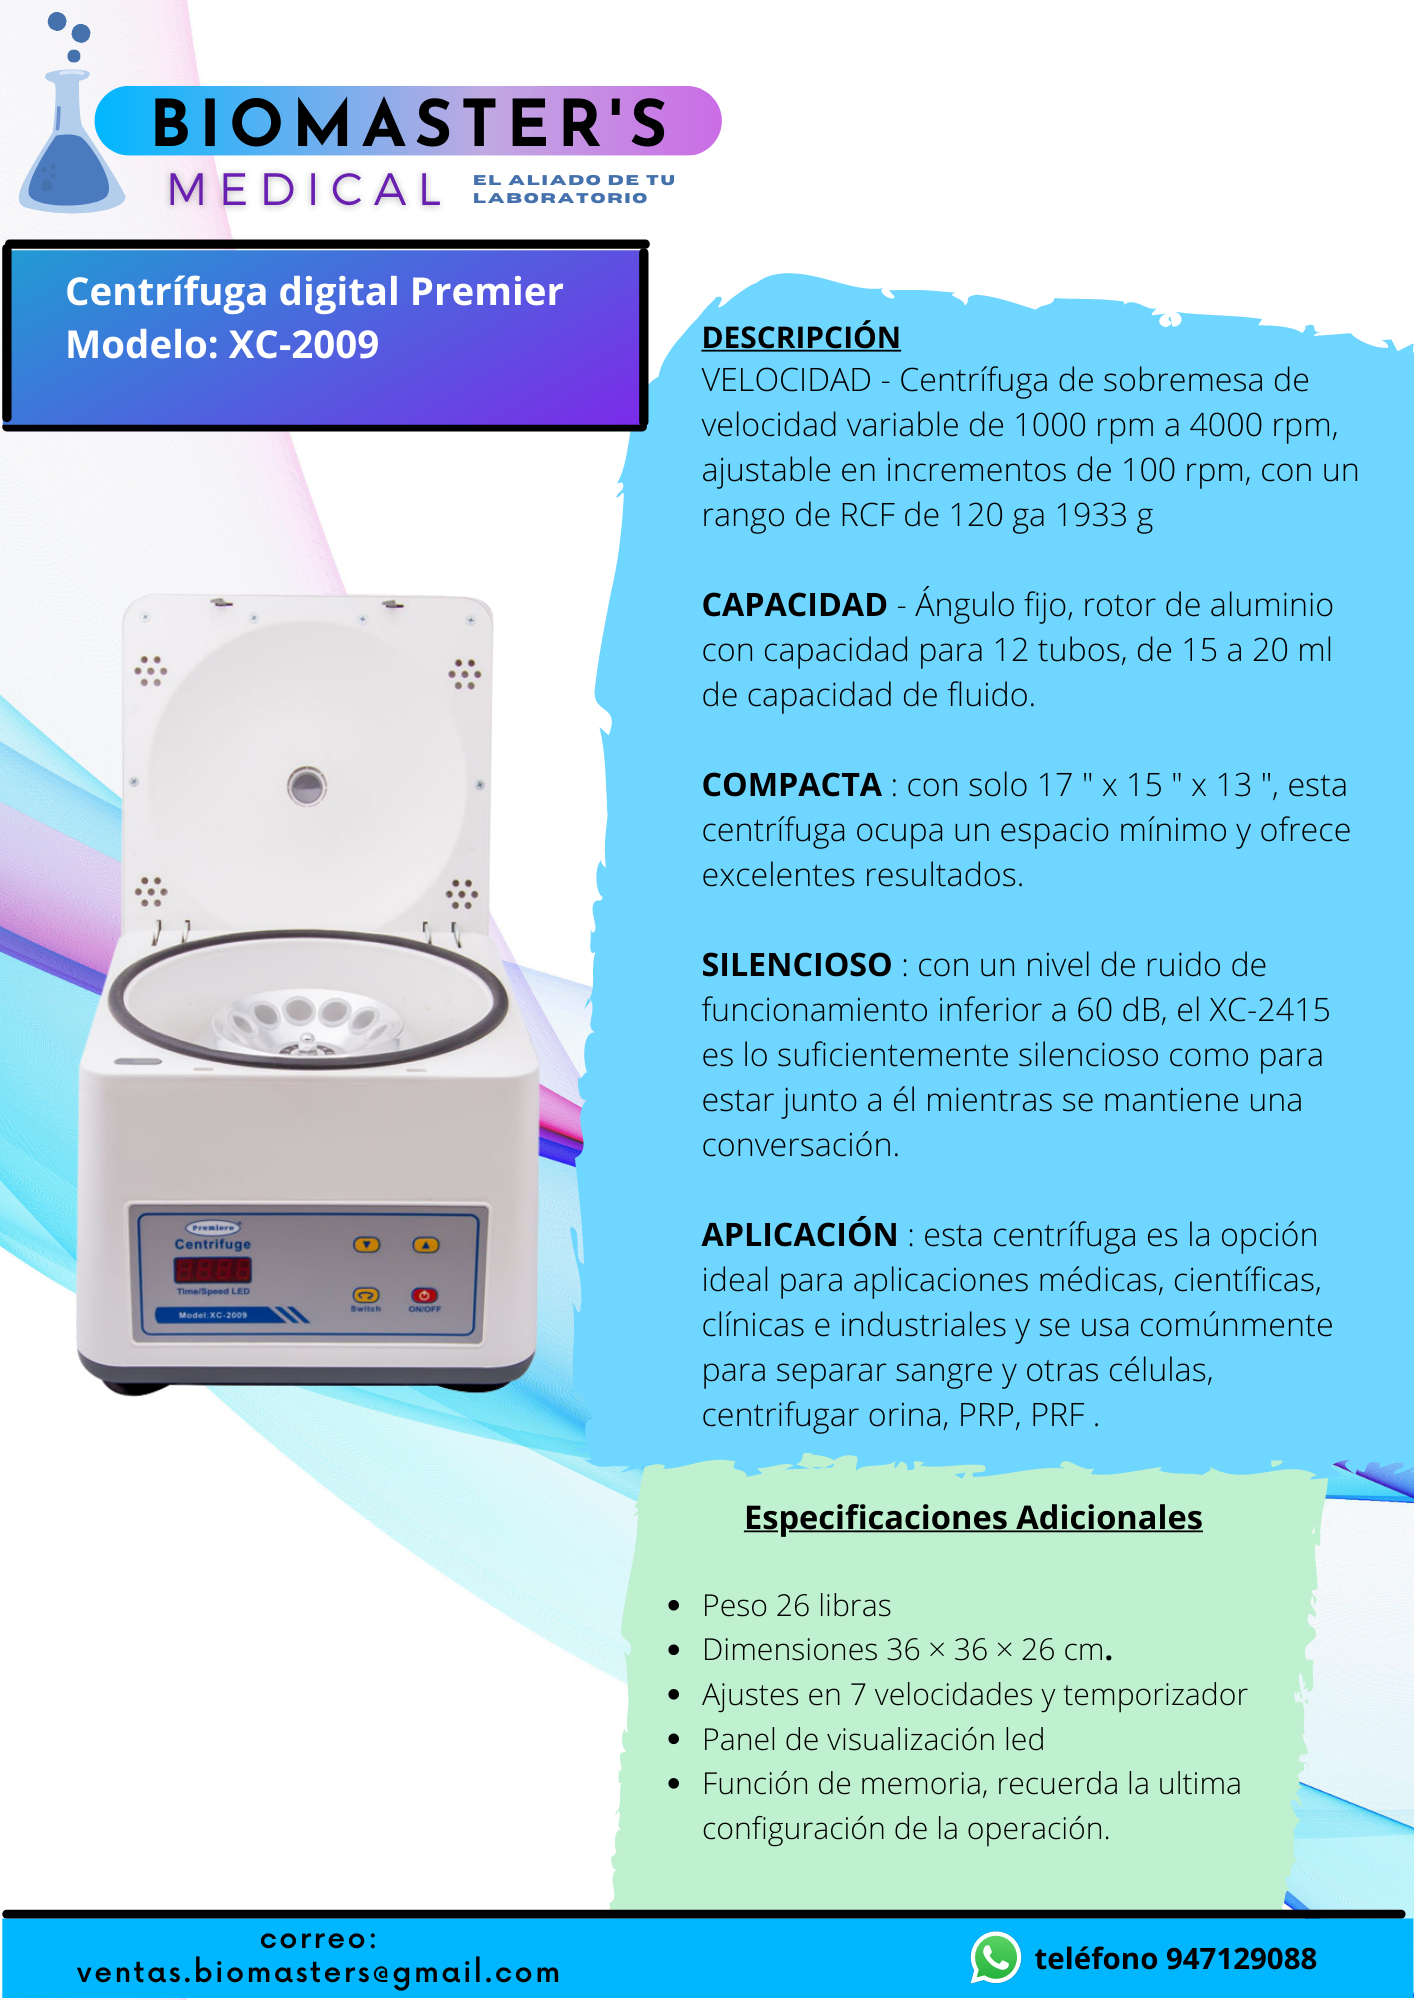 BIOMASTER'S
MEDICAL
EL ALIADO DE TU
LABORATORIO
Centrífuga digital Premier
Modelo: XC-2009
DESCRIPCIÓN
VELOCIDAD - Centrífuga de sobremesa de
velocidad variable de 1000 rpm a 4000 rpm,
ajustable en incrementos de 100 rpm, con un
rango de RCF de 120 ga 1933 g
CAPACIDAD - Ángulo fijo, rotor de aluminio
con capacidad para 12 tubos, de 15 a 20 ml
de capacidad de fluido.
COMPACTA : con solo 17 " x 15 " x 13 ", esta
centrífuga ocupa un espacio mínimo y ofrece
excelentes resultados.
SILENCIOSO : con un nivel de ruido de
funcionamiento inferior a 60 dB, el XC-2415
es lo suficientemente silencioso como para
estar junto a él mientras se mantiene una
conversación.
APLICACIÓN : esta centrífuga es la opción
ideal para aplicaciones médicas, científicas,
clínicas e industriales y se usa comúnmente
para separar sangre y otras células,
centrifugar orina, PRP, PRF .
Premiere
Centrifuge
Time/Speed LED
Switch
ON/OFF
Model:XC-2009
Especificaciones Adicionales
• Peso 26 libras
• Dimensiones 36 × 36 × 26 cm.
• Ajustes en 7 velocidades y temporizador
• Panel de visualización led
• Función de memoria, recuerda la ultima
configuración de la operación.
correo:
ventas.biomasters@gmail.com
teléfono 947129088